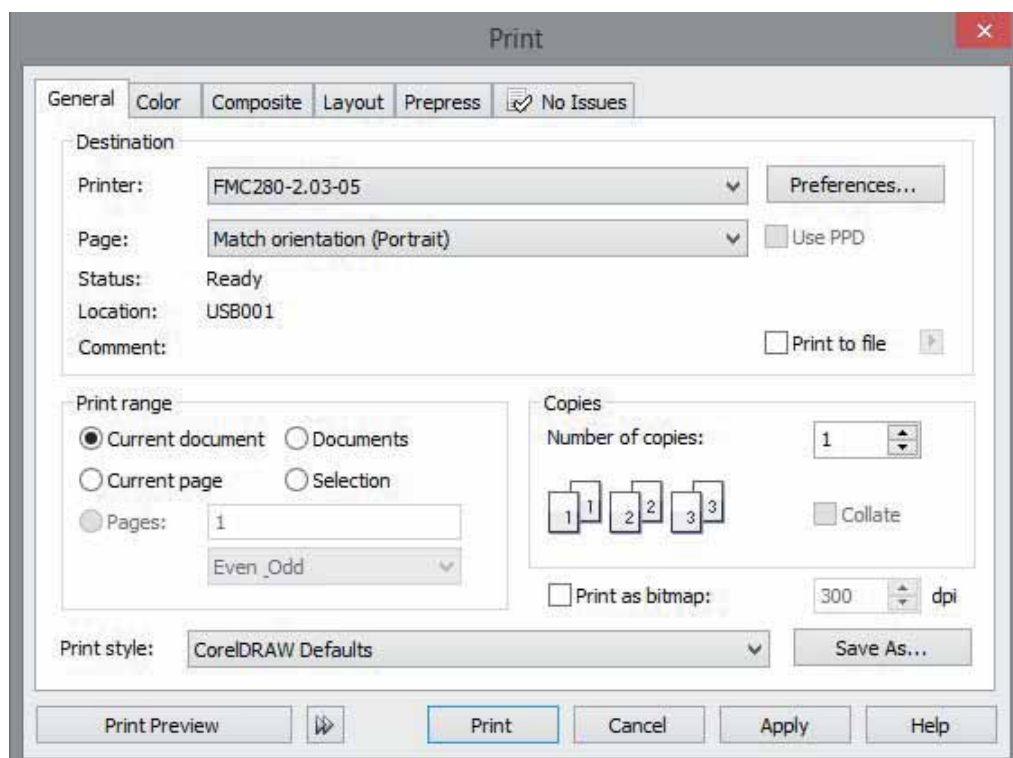 Print
General Color Composite Layout Prepress No Issues
Destination
Printer: FMC280-2.03-05 Preferences...
Page: Match orientation (Portrait) Use PPD
Status: Ready
Location: USB001
Comment: Print to file
Print range
Current document Documents
Current page Selection
Pages: 1
Even _Odd
Copies
Number of copies: 1
1 1 2 2 3 3
Collate
Print as bitmap: 300 dpi
Print style: CorelDRAW Defaults Save As...
Print Preview Print Cancel Apply Help